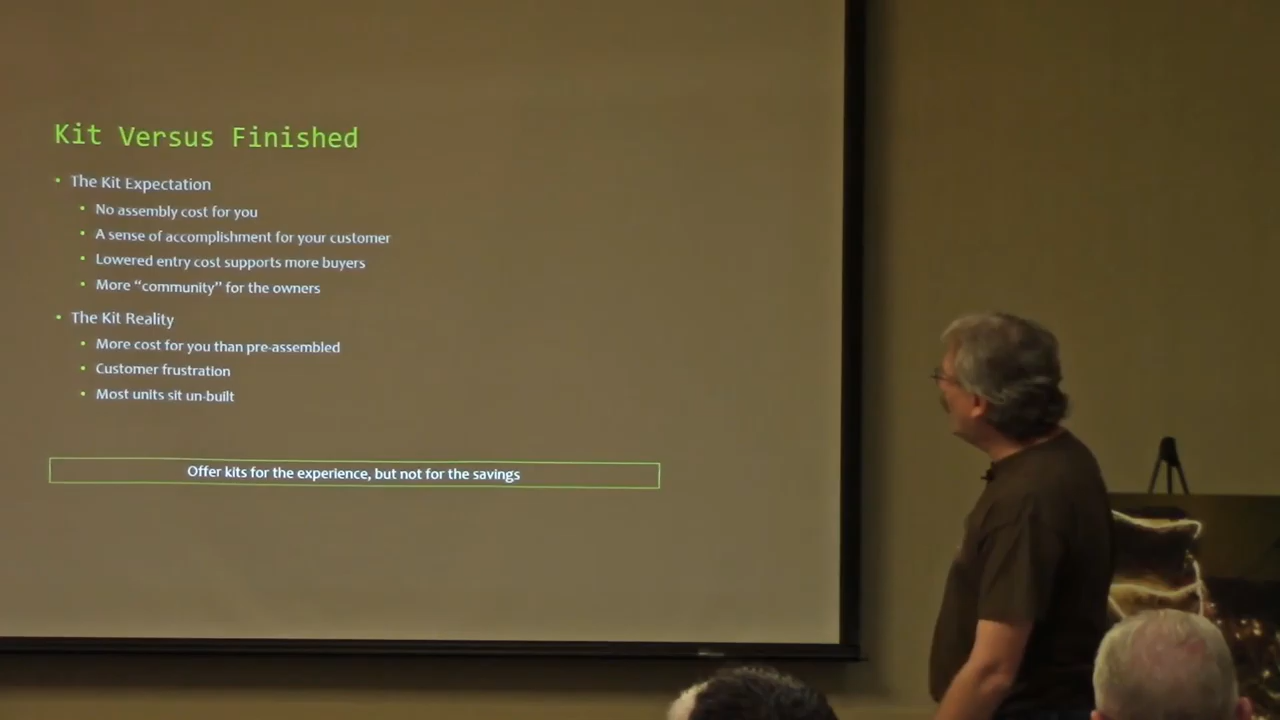 Kit Versus Finished
• The Kit Expectation
• No assembly cost for you
• A sense of accomplishment for your customer
• Lowered entry cost supports more buyers
• More “community” for the owners
• The Kit Reality
• More cost for you than pre-assembled
• Customer frustration
• Most units sit un-built
Offer kits for the experience, but not for the savings